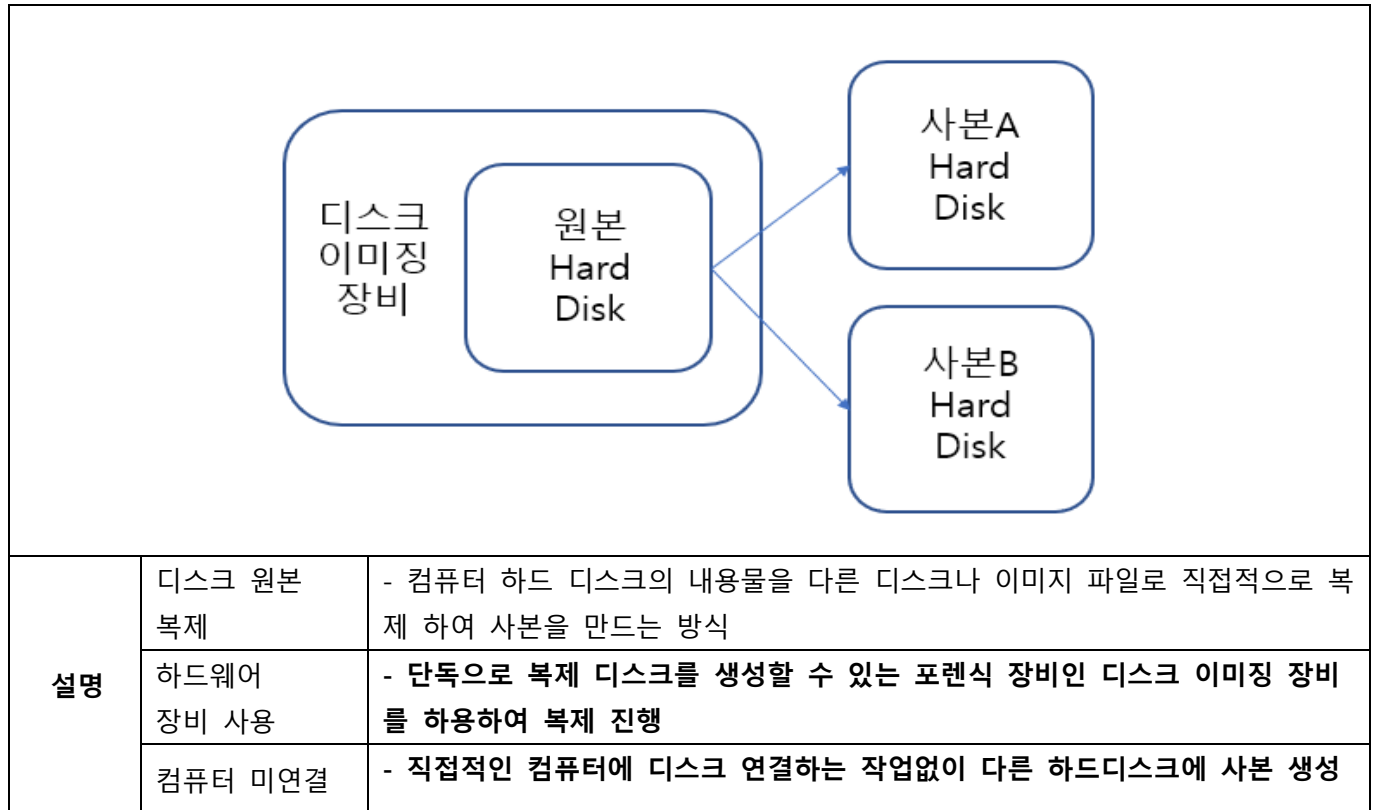 디스크
이미징
장비
원본
Hard
Disk
사본A
Hard
Disk
사본B
Hard
Disk
설명
디스크 원본
복제
- 컴퓨터 하드 디스크의 내용물을 다른 디스크나 이미지 파일로 직접적으로 복
제 하여 사본을 만드는 방식
하드웨어
장비 사용
- 단독으로 복제 디스크를 생성할 수 있는 포렌식 장비인 디스크 이미징 장비
를 하용하여 복제 진행
컴퓨터 미연결
- 직접적인 컴퓨터에 디스크 연결하는 작업없이 다른 하드디스크에 사본 생성